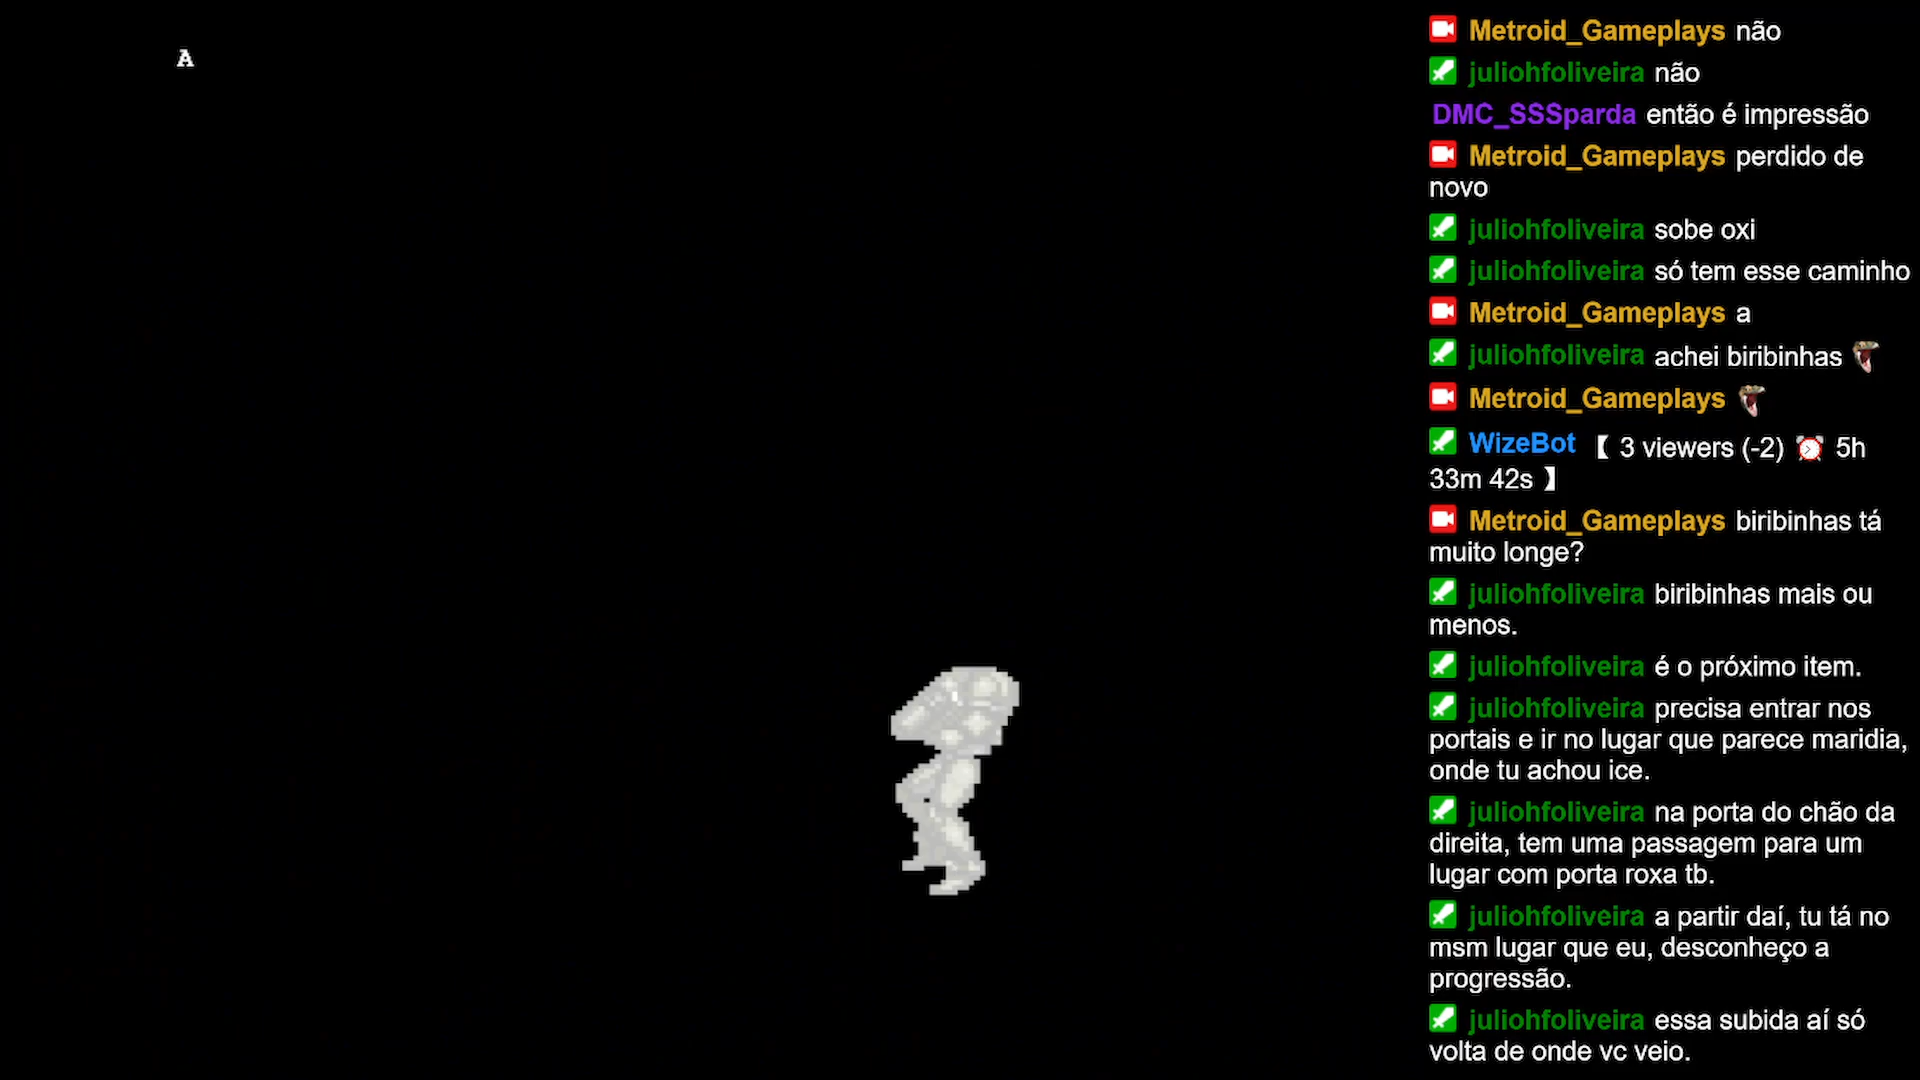 A
Metroid_Gameplays não
juliohfoliveira não
DMC_SSSparda então é impressão
Metroid_Gameplays perdido de
novo
juliohfoliveira sobe oxi
juliohfoliveira só tem esse caminho
Metroid_Gameplays a
juliohfoliveira achei biribinhas
Metroid_Gameplays
WizeBot 【 3 viewers (-2) ⏰ 5h
33m 42s 】
Metroid_Gameplays biribinhas tá
muito longe?
juliohfoliveira biribinhas mais ou
menos.
juliohfoliveira é o próximo item.
juliohfoliveira precisa entrar nos
portais e ir no lugar que parece maridia,
onde tu achou ice.
juliohfoliveira na porta do chão da
direita, tem uma passagem para um
lugar com porta roxa tb.
juliohfoliveira a partir daí, tu tá no
msm lugar que eu, desconheço a
progressão.
juliohfoliveira essa subida aí só
volta de onde vc veio.